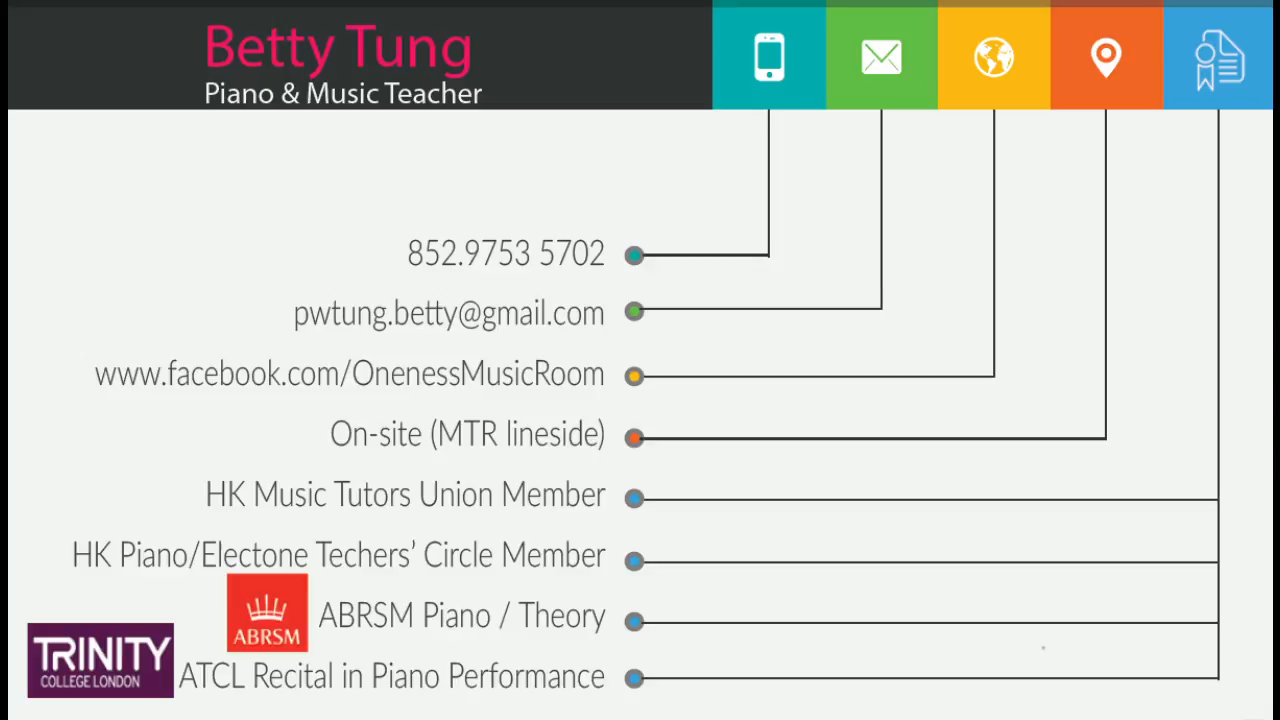 Betty Tung
Piano & Music Teacher
852.9753 5702
pwtung.betty@gmail.com
www.facebook.com/OnenessMusicRoom
On-site (MTR lineside)
HK Music Tutors Union Member
HK Piano/Electone Techers’ Circle Member
ABRSM
ABRSM Piano / Theory
TRINITY
COLLEGE LONDON
ATCL Recital in Piano Performance